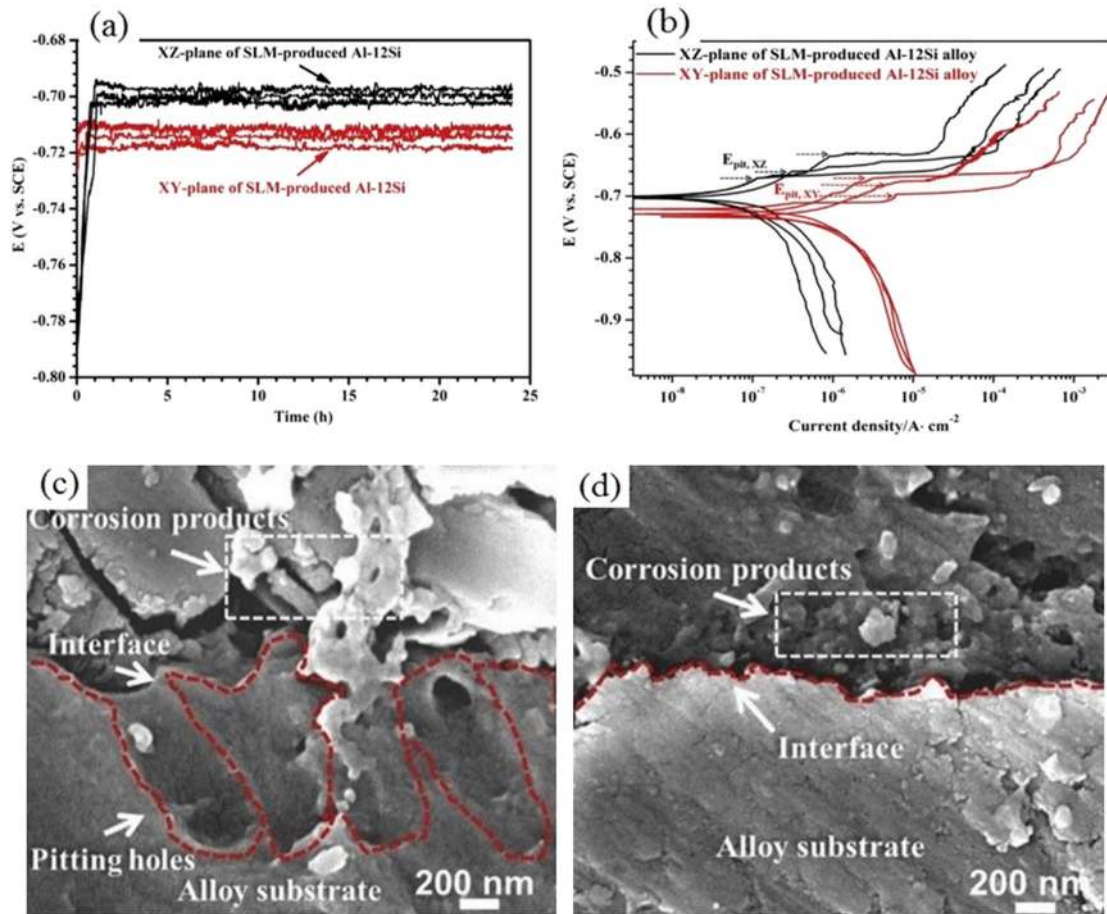 (a)
-0.68
-0.70
-0.72
-0.74
-0.76
-0.78
-0.80
E (V vs. SCE)
XZ-plane of SLM-produced Al-12Si
XY-plane of SLM-produced Al-12Si
0 5 10 15 20 25
Time (h)
(b)
-0.5
-0.6
-0.7
-0.8
-0.9
E (V vs. SCE)
XZ-plane of SLM-produced Al-12Si alloy
XY-plane of SLM-produced Al-12Si alloy
Epit, XZ
Epit, XY
10-8 10-7 10-6 10-5 10-4 10-3
Current density/A· cm-2
(c)
Corrosion products
Interface
Pitting holes
Alloy substrate
200 nm
(d)
Corrosion products
Interface
Alloy substrate
200 nm